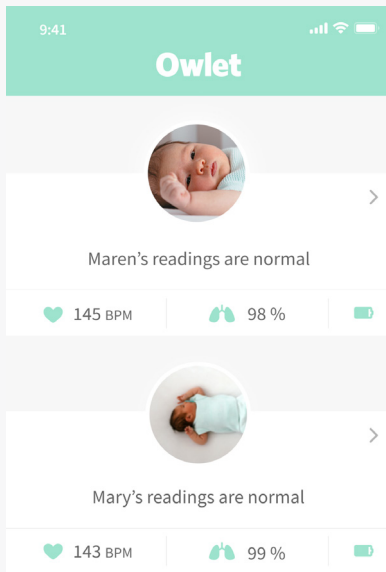 9:41
Owlet
Maren’s readings are normal
145 BPM 98 %
Mary’s readings are normal
143 BPM 99 %